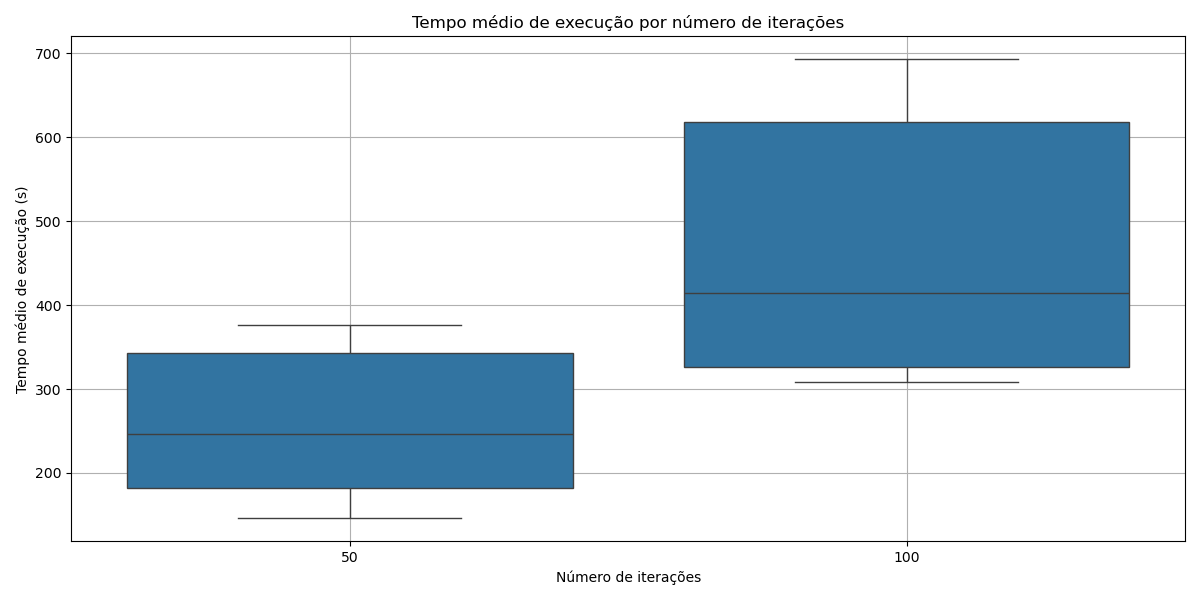 Tempo médio de execução por número de iterações
700
600
500
400
300
200
Tempo médio de execução (s)
50
100
Número de iterações